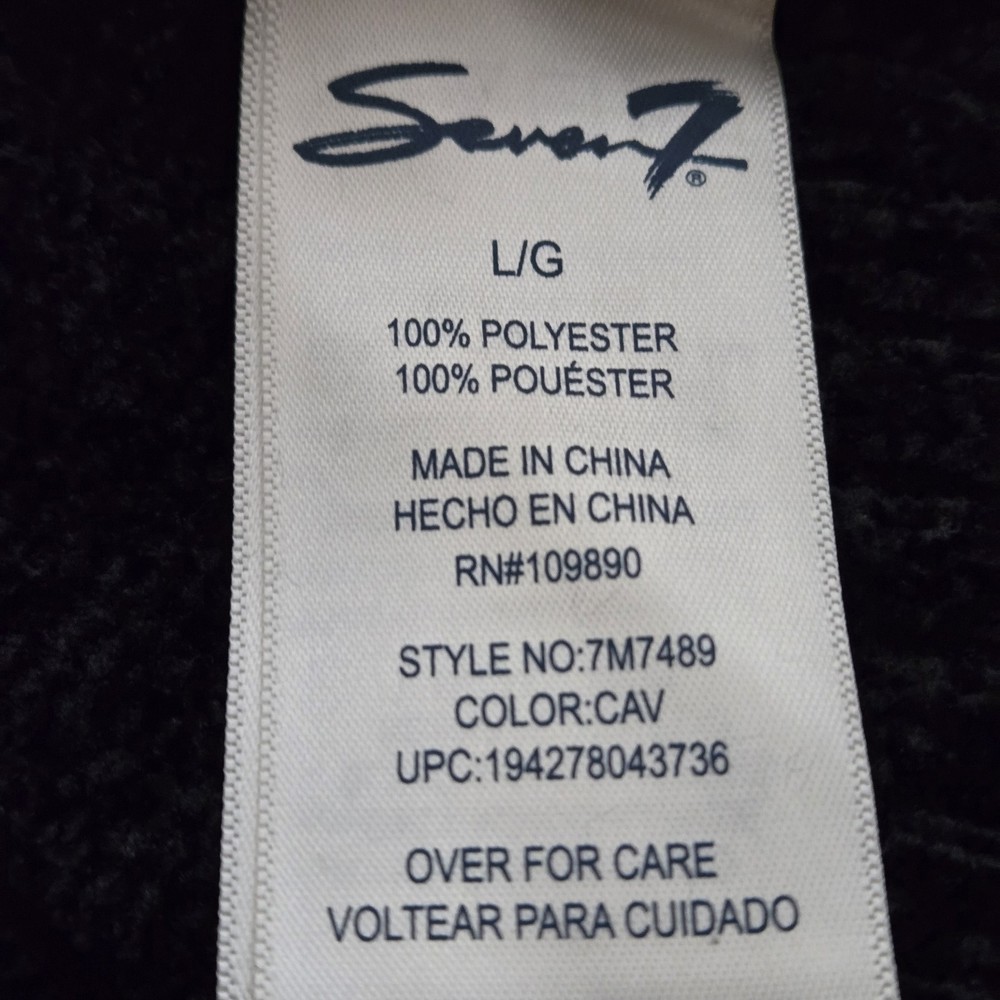 Seven7®
L/G
100% POLYESTER
100% POUÉSTER
MADE IN CHINA
HECHO EN CHINA
RN#109890
STYLE NO:7M7489
COLOR:CAV
UPC:194278043736
OVER FOR CARE
VOLTEAR PARA CUIDADO